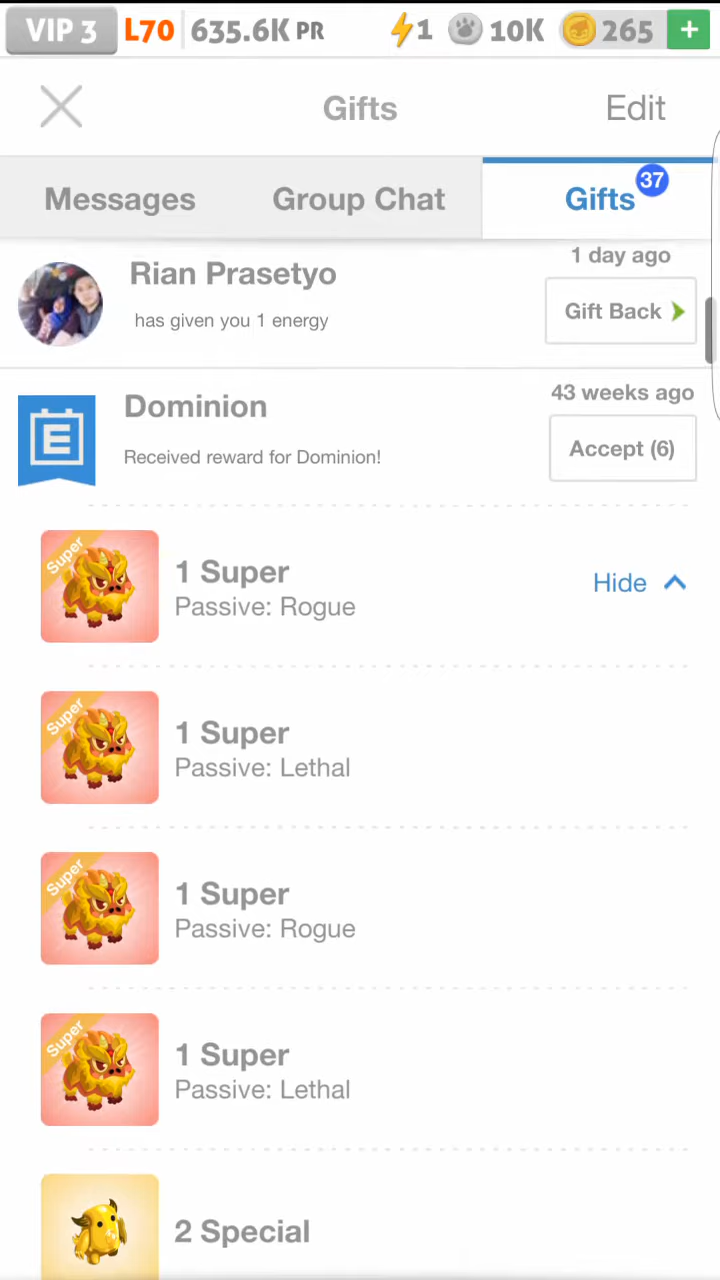 VIP 3 L70 635.6K PR 1 10K 265 +
Gifts Edit
Messages Group Chat Gifts 37
Rian Prasetyo 1 day ago
has given you 1 energy Gift Back
Dominion 43 weeks ago
E
Received reward for Dominion! Accept (6)
Super
1 Super
Passive: Rogue
Hide
Super
1 Super
Passive: Lethal
Super
1 Super
Passive: Rogue
Super
1 Super
Passive: Lethal
2 Special